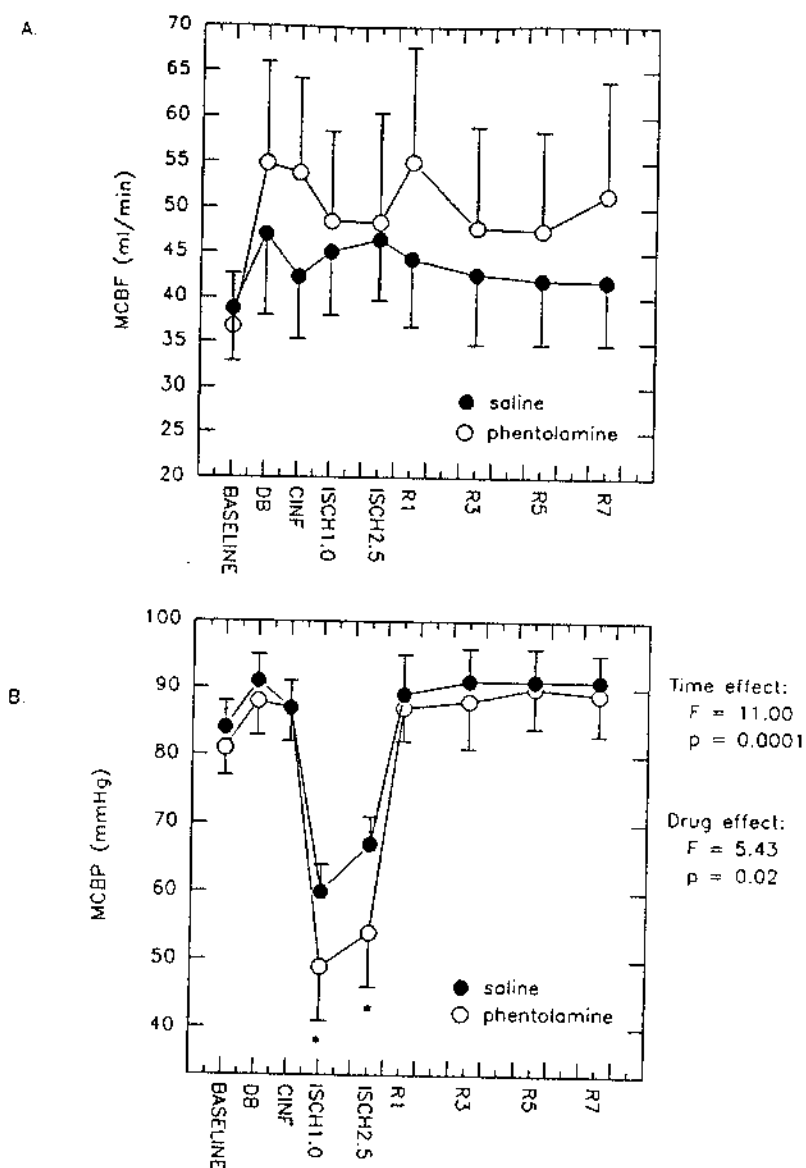 A.
70
65
60
55
50
45
40
35
30
25
20
MCBF (ml/min)
saline
phentolamine
BASELINE
DB
CINF
ISCH1.0
ISCH2.5
R1
R3
R5
R7
B.
100
90
80
70
60
50
40
MCBP (mmHg)
*
*
saline
phentolamine
BASELINE
DB
CINF
ISCH1.0
ISCH2.5
R1
R3
R5
R7
Time effect:
F = 11.00
p = 0.0001
Drug effect:
F = 5.43
p = 0.02